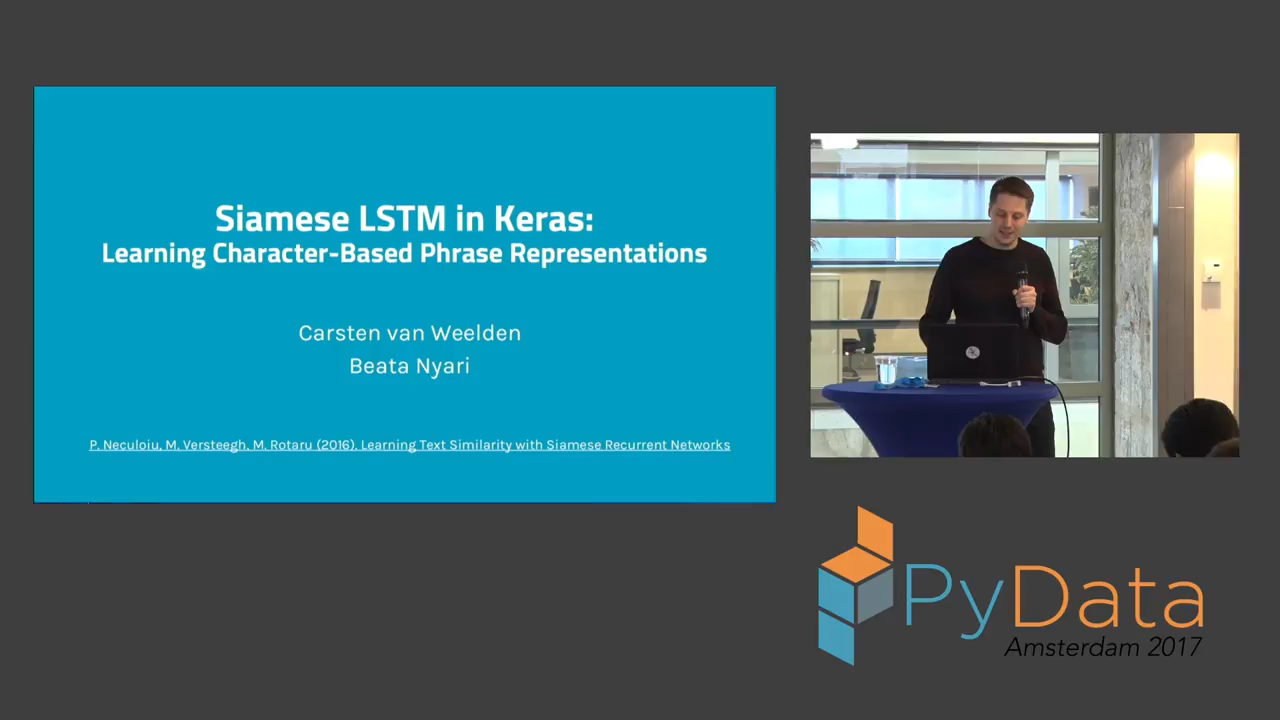 Siamese LSTM in Keras:
Learning Character-Based Phrase Representations
Carsten van Weelden
Beata Nyari
P. Neculoiu, M. Versteegh, M. Rotaru (2016). Learning Text Similarity with Siamese Recurrent Networks
PyData
Amsterdam 2017